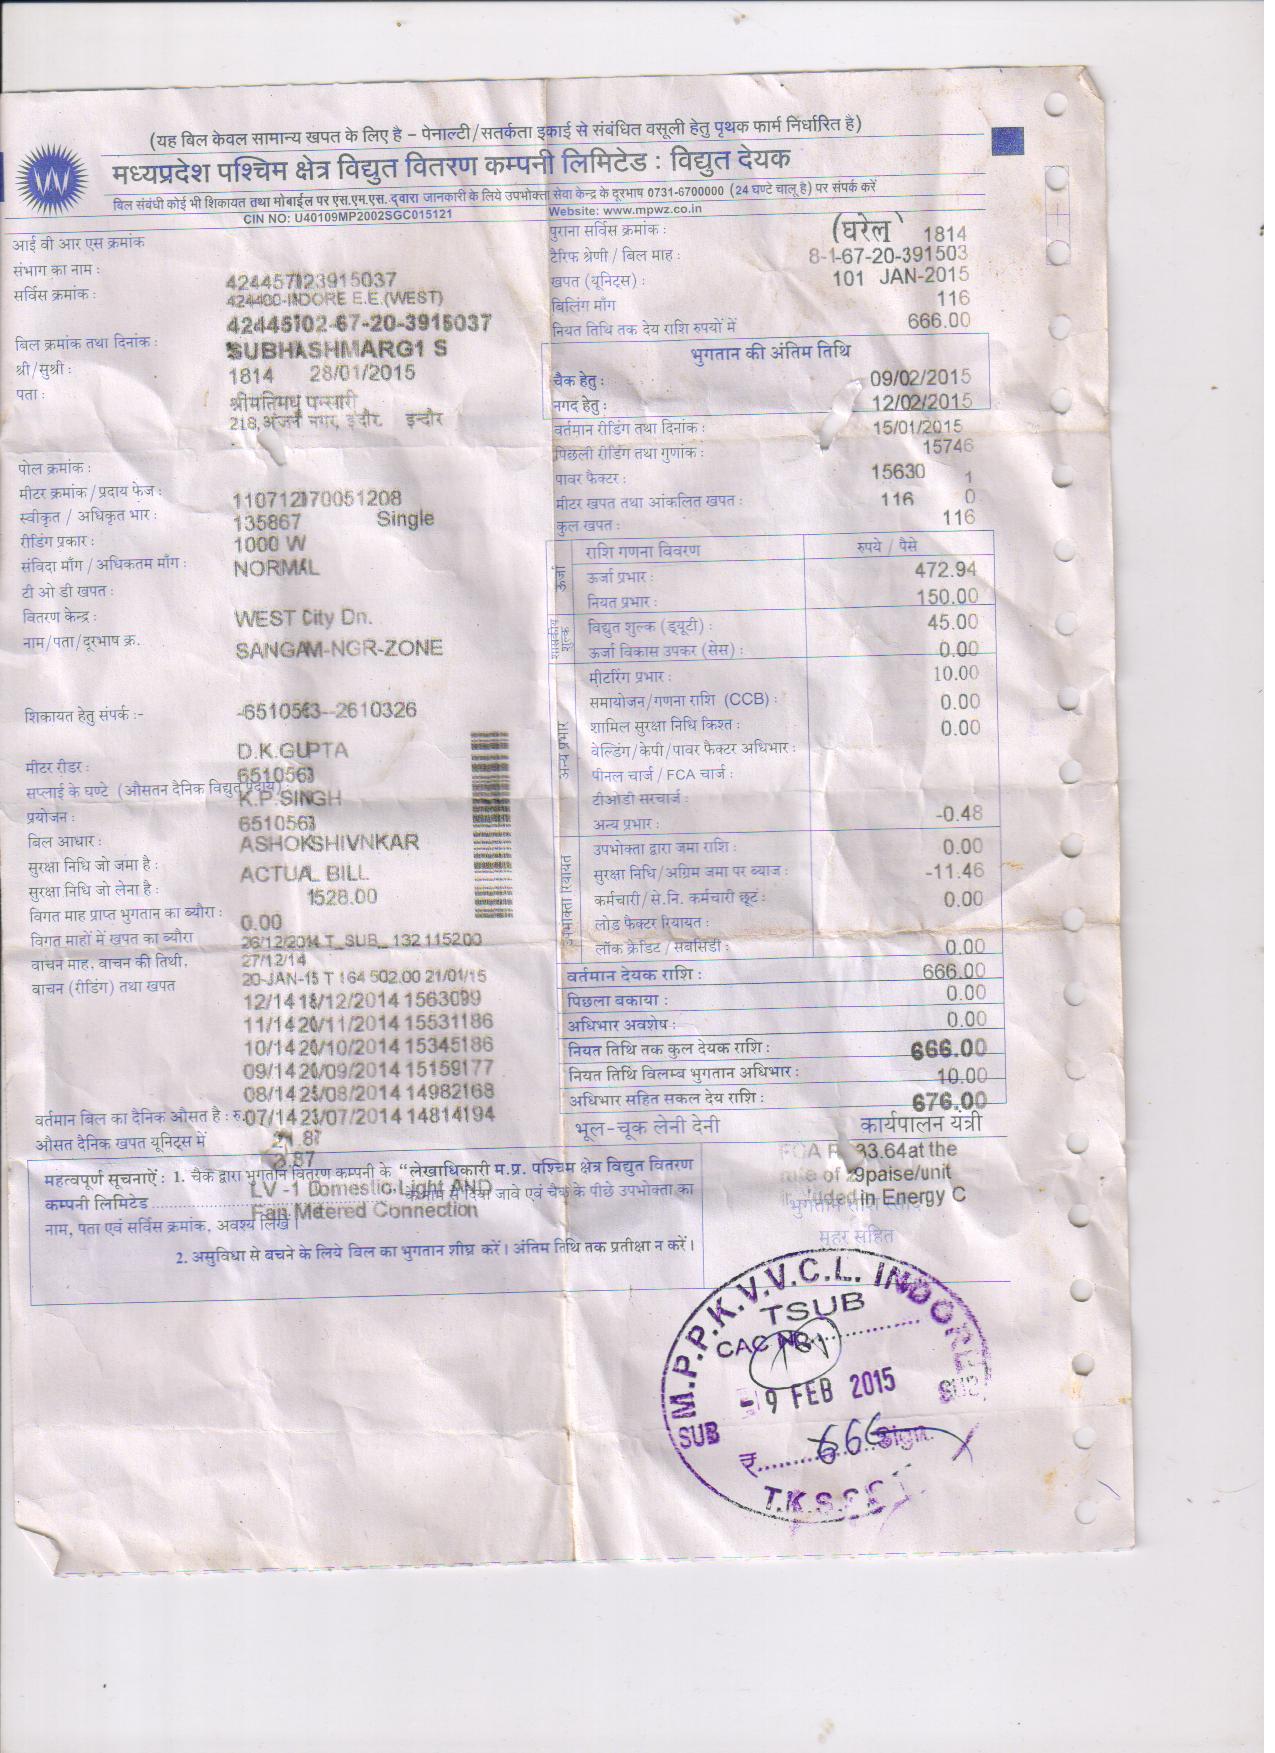 (यह बिल केवल सामान्य खपत के लिए है – पेनाल्टी/सतर्कता इकाई से संबंधित वसूली हेतु पृथक फार्म निर्धारित है)
मध्यप्रदेश पश्चिम क्षेत्र विद्युत वितरण कम्पनी लिमिटेड : विद्युत देयक
बिल संबंधी कोई भी शिकायत तथा मोबाईल पर एस.एम.एस. द्वारा जानकारी के लिये उपभोक्ता सेवा केन्द्र के दूरभाष 0731-6700000 (24 घण्टे चालू है) पर संपर्क करें
CIN NO: U40109MP2002SGC015121 Website: www.mpwz.co.in
आई वी आर एस क्रमांक
संभाग का नाम :
424457123915037
सर्विस क्रमांक :
424400-INDORE E.E.(WEST)
42445102-67-20-3915037
बिल क्रमांक तथा दिनांक :
SUBHASHMARG1 S
श्री/सुश्री :
1814 28/01/2015
पता :
श्रीमतिमधु पन्सारी
218,अंजनी नगर, इंदौर. इन्दौर
पोल क्रमांक :
मीटर क्रमांक / प्रदाय फेज :
110712170051208
स्वीकृत / अधिकृत भार :
135867 Single
रीडिंग प्रकार :
1000 W
संविदा माँग / अधिकतम माँग :
NORMAL
टी ओ डी खपत :
वितरण केन्द्र :
WEST City Dn.
नाम/पता/दूरभाष क्र.
SANGAM-NGR-ZONE
शिकायत हेतु संपर्क :-
-6510563--2610326
D.K.GUPTA
मीटर रीडर :
6510563
सप्लाई के घण्टे (औसतन दैनिक विद्युत प्रदाय) :
K.P.SINGH
प्रयोजन :
6510563
बिल आधार :
ASHOKSHIVNKAR
सुरक्षा निधि जो जमा है :
ACTUAL BILL
सुरक्षा निधि जो लेना है :
1528.00
विगत माह प्राप्त भुगतान का ब्यौरा :
0.00
विगत माहों में खपत का ब्यौरा
26/12/2014 T_SUB_ 132 1152.00
वाचन माह, वाचन की तिथी,
27/12/14
वाचन (रीडिंग) तथा खपत
20-JAN-15 T 164 502.00 21/01/15
12/14 18/12/2014 15630 99
11/14 20/11/2014 15531 186
10/14 20/10/2014 15345 186
09/14 20/09/2014 15159 177
08/14 25/08/2014 14982 168
वर्तमान बिल का दैनिक औसत है : रु.
07/14 23/07/2014 14814 194
औसत दैनिक खपत यूनिट्स में
21.87
3.87
पुराना सर्विस क्रमांक :
(घरेलू) 1814
टैरिफ श्रेणी / बिल माह :
8-1-67-20-391503
खपत (यूनिट्स) :
101 JAN-2015
बिलिंग माँग
116
नियत तिथि तक देय राशि रुपयों में
666.00
भुगतान की अंतिम तिथि
चैक हेतु :
09/02/2015
नगद हेतु :
12/02/2015
वर्तमान रीडिंग तथा दिनांक :
15/01/2015
पिछली रीडिंग तथा गुणांक :
15746
पावर फैक्टर :
15630 1
मीटर खपत तथा आंकलित खपत :
116 0
कुल खपत :
116
राशि गणना विवरण रुपये / पैसे
ऊर्जा
ऊर्जा प्रभार : 472.94
नियत प्रभार : 150.00
शासकीय शुल्क
विद्युत शुल्क (ड्यूटी) : 45.00
ऊर्जा विकास उपकर (सेस) : 0.00
अन्य प्रभार
मीटरिंग प्रभार : 10.00
समायोजन/गणना राशि (CCB) : 0.00
शामिल सुरक्षा निधि किश्त : 0.00
वेल्डिंग/केपी/पावर फैक्टर अधिभार :
पीनल चार्ज / FCA चार्ज :
टीओडी सरचार्ज :
अन्य प्रभार : -0.48
उपभोक्ता रियायत
उपभोक्ता द्वारा जमा राशि : 0.00
सुरक्षा निधि/अग्रिम जमा पर ब्याज : -11.46
कर्मचारी/से.नि. कर्मचारी छूट : 0.00
लोड फैक्टर रियायत :
लॉक क्रेडिट / सबसिडी : 0.00
वर्तमान देयक राशि : 666.00
पिछला बकाया : 0.00
अधिभार अवशेष : 0.00
नियत तिथि तक कुल देयक राशि : 666.00
नियत तिथि विलम्ब भुगतान अधिभार : 10.00
अधिभार सहित सकल देय राशि : 676.00
भूल-चूक लेनी देनी कार्यपालन यंत्री
महत्वपूर्ण सूचनाऐं : 1. चैक द्वारा भुगतान वितरण कम्पनी के "लेखाधिकारी म.प्र. पश्चिम क्षेत्र विद्युत वितरण
कम्पनी लिमिटेड .......... के नाम से दिया जावे एवं चैक के पीछे उपभोक्ता का
LV -1 Domestic Light AND
Fan Metered Connection
नाम, पता एवं सर्विस क्रमांक, अवश्य लिखें।
2. असुविधा से बचने के लिये बिल का भुगतान शीघ्र करें। अंतिम तिथि तक प्रतीक्षा न करें।
33.64at the
of 29paise/unit
in Energy C
मुहर सहित
M.P.P.K.V.V.C.L. INDORE
TSUB
CAC
-9 FEB 2015
SUB
₹ 666
T.K.S.